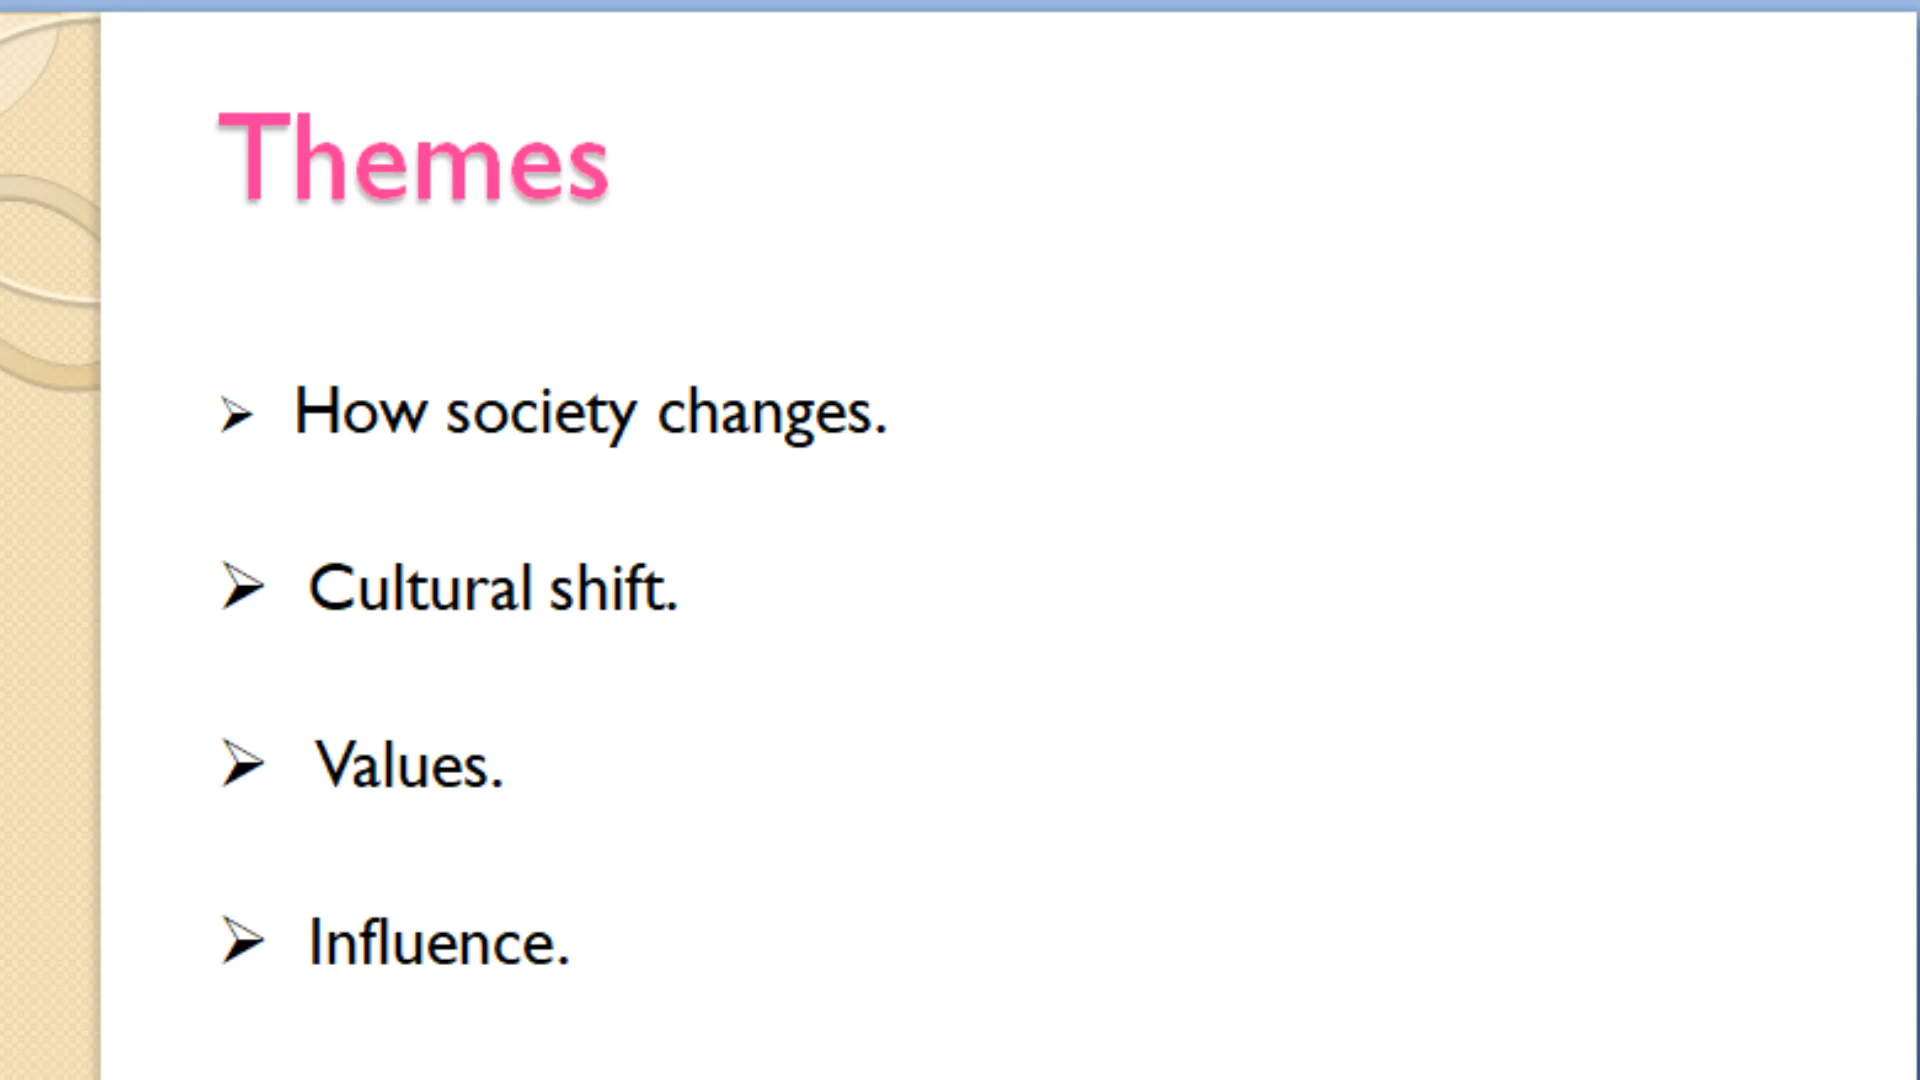 Themes
How society changes.
Cultural shift.
Values.
Influence.